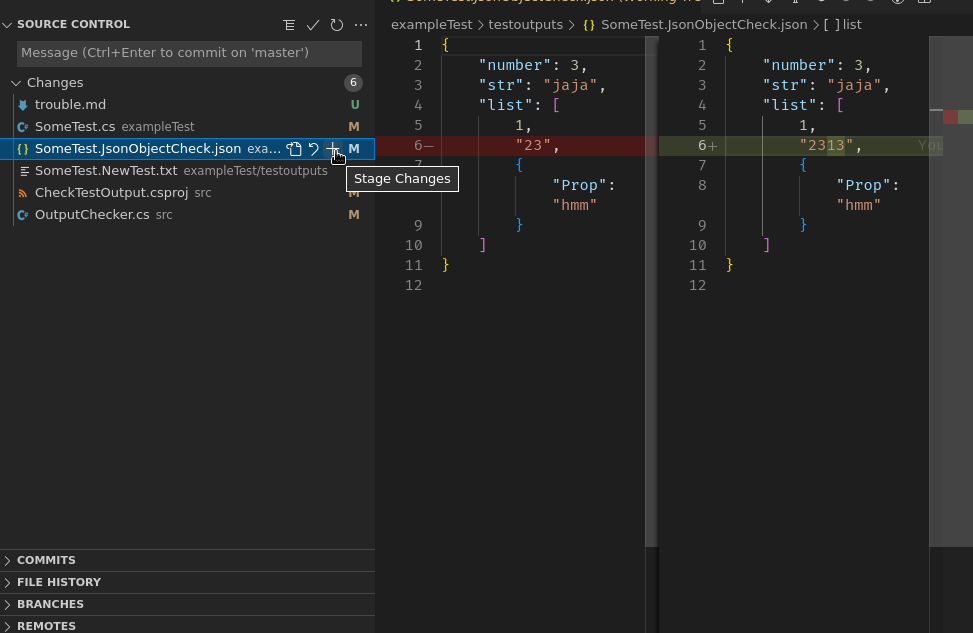 SOURCE CONTROL
Message (Ctrl+Enter to commit on 'master')
Changes 6
trouble.md U
SomeTest.cs exampleTest M
{} SomeTest.JsonObjectCheck.json exa... M
SomeTest.NewTest.txt exampleTest/testoutputs
Stage Changes
CheckTestOutput.csproj src M
OutputChecker.cs src M
COMMITS
FILE HISTORY
BRANCHES
REMOTES
exampleTest > testoutputs > {} SomeTest.JsonObjectCheck.json > [ ] list
1 {
2 "number": 3,
3 "str": "jaja",
4 "list": [
5 1,
6— "23",
7 {
8 "Prop":
"hmm"
9 }
10 ]
11 }
12
1 {
2 "number": 3,
3 "str": "jaja",
4 "list": [
5 1,
6+ "2313", You
7 {
8 "Prop":
"hmm"
9 }
10 ]
11 }
12